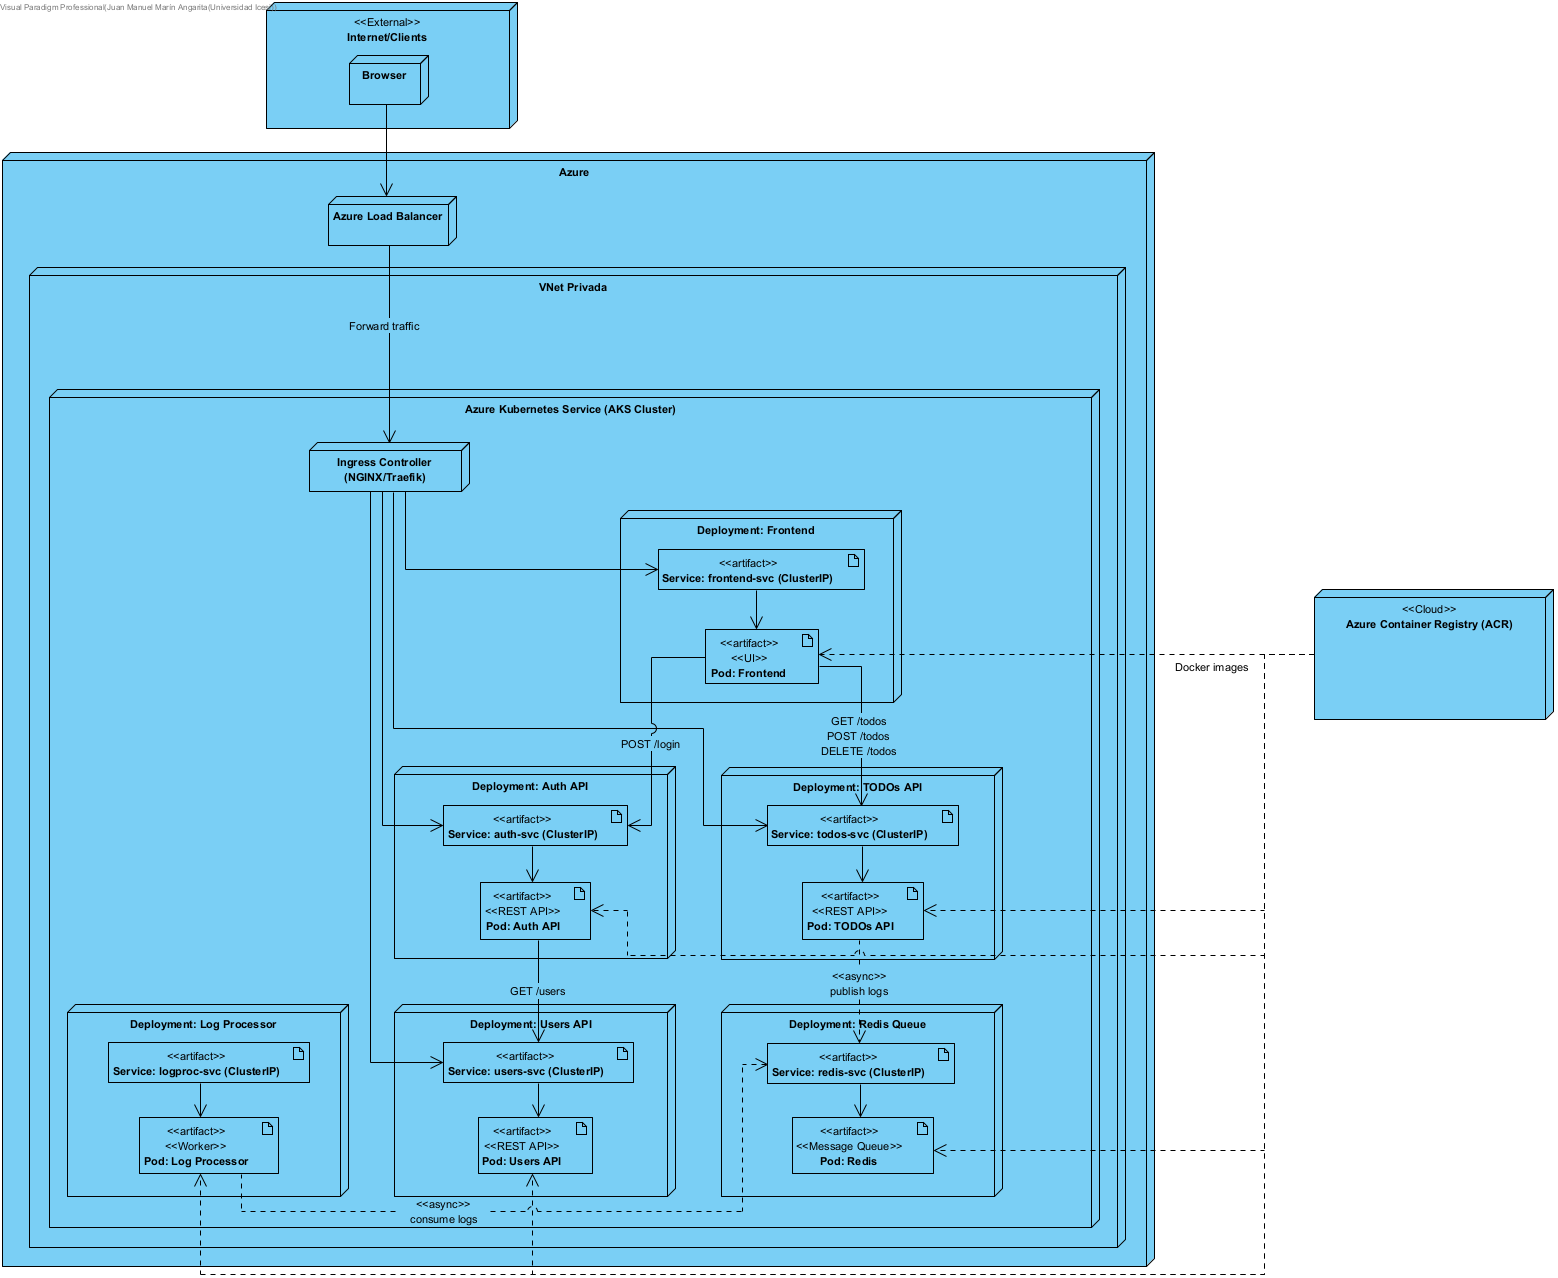 Visual Paradigm Professional(Juan Manuel Marín Angarita(Universidad Icesi))
<<External>>
Internet/Clients
Browser
Azure
Azure Load Balancer
VNet Privada
Forward traffic
Azure Kubernetes Service (AKS Cluster)
Ingress Controller
(NGINX/Traefik)
Deployment: Frontend
<<artifact>>
Service: frontend-svc (ClusterIP)
<<artifact>>
<<UI>>
Pod: Frontend
<<Cloud>>
Azure Container Registry (ACR)
Docker images
POST /login
GET /todos
POST /todos
DELETE /todos
Deployment: Auth API
<<artifact>>
Service: auth-svc (ClusterIP)
<<artifact>>
<<REST API>>
Pod: Auth API
Deployment: TODOs API
<<artifact>>
Service: todos-svc (ClusterIP)
<<artifact>>
<<REST API>>
Pod: TODOs API
GET /users
<<async>>
publish logs
Deployment: Log Processor
<<artifact>>
Service: logproc-svc (ClusterIP)
<<artifact>>
<<Worker>>
Pod: Log Processor
Deployment: Users API
<<artifact>>
Service: users-svc (ClusterIP)
<<artifact>>
<<REST API>>
Pod: Users API
Deployment: Redis Queue
<<artifact>>
Service: redis-svc (ClusterIP)
<<artifact>>
<<Message Queue>>
Pod: Redis
<<async>>
consume logs